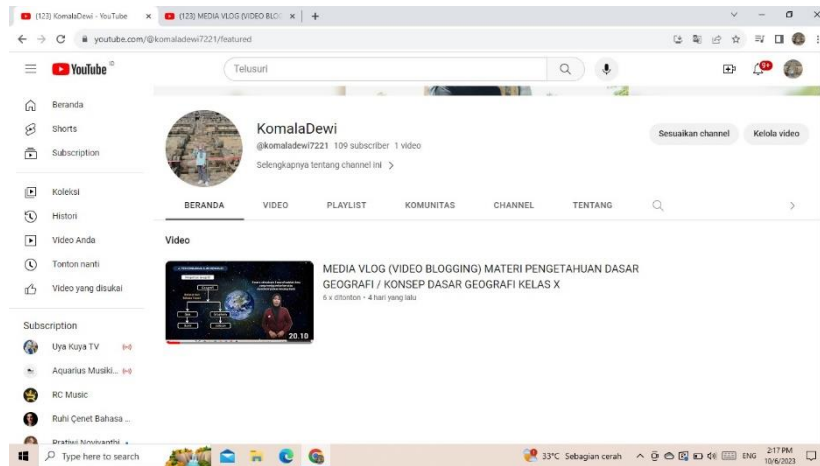 (123) KomalaDewi - YouTube
(123) MEDIA VLOG (VIDEO BLOG
youtube.com/@komaladewi7221/featured
YouTube ID
Telusuri
9+
Beranda
Shorts
Subscription
Koleksi
Histori
Video Anda
Tonton nanti
Video yang disukai
Subscription
Uya Kuya TV
Aquarius Musiki...
RC Music
Ruhi Çenet Bahasa ...
Pratiwi Noviyanthi
KomalaDewi
@komaladewi7221 109 subscriber 1 video
Selengkapnya tentang channel ini
Sesuaikan channel
Kelola video
BERANDA VIDEO PLAYLIST KOMUNITAS CHANNEL TENTANG
Video
20.10
MEDIA VLOG (VIDEO BLOGGING) MATERI PENGETAHUAN DASAR
GEOGRAFI / KONSEP DASAR GEOGRAFI KELAS X
6 x ditonton • 4 hari yang lalu
Type here to search
33°C Sebagian cerah
ENG
2:17 PM
10/6/2023